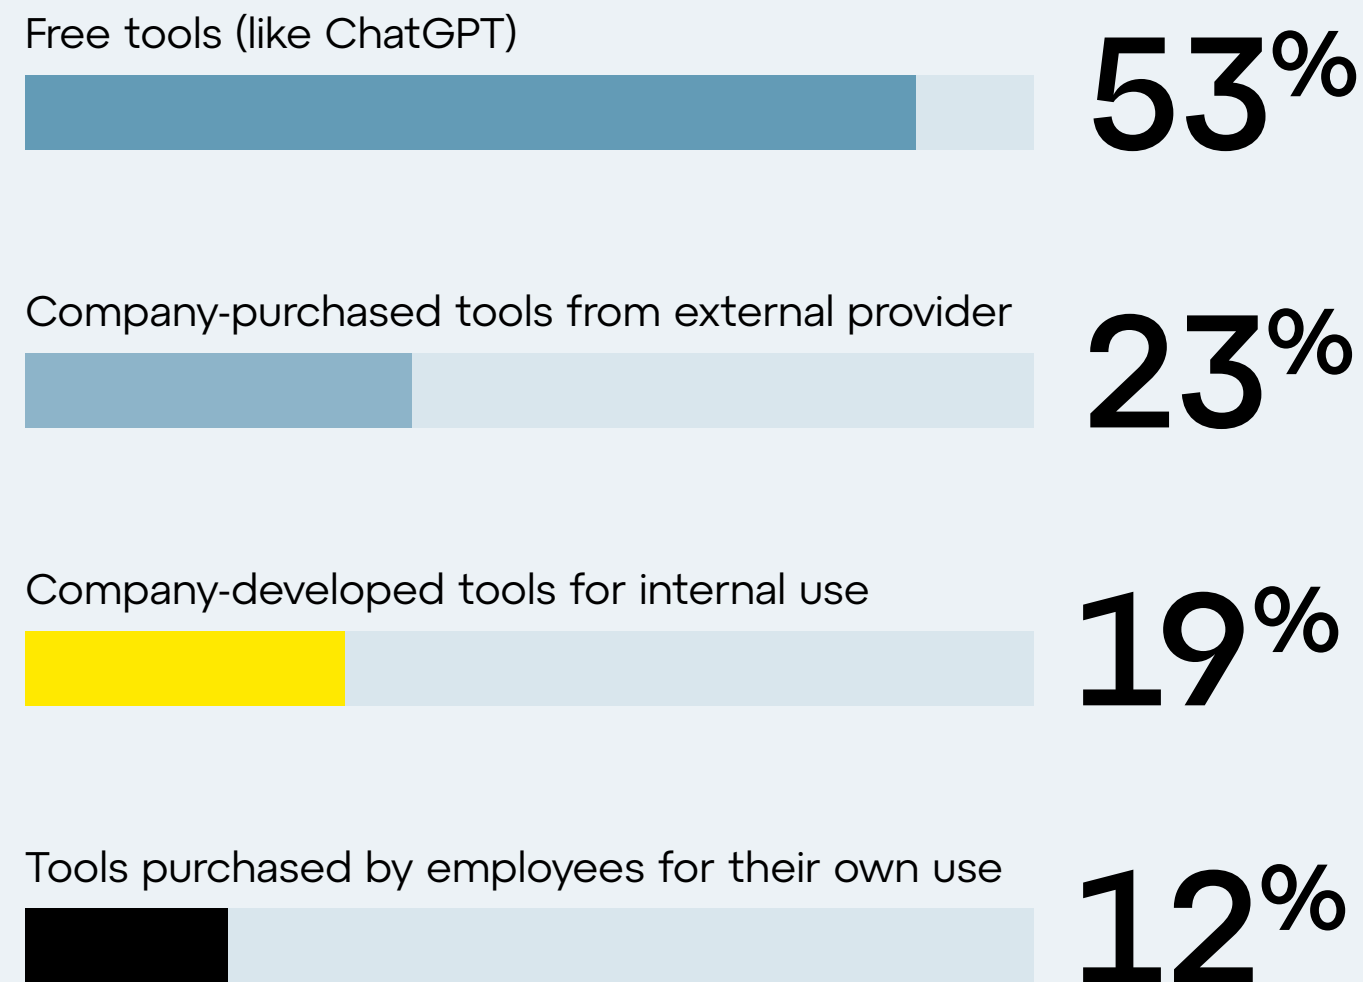 Free tools (like ChatGPT)
53%
Company-purchased tools from external provider
23%
Company-developed tools for internal use
19%
Tools purchased by employees for their own use
12%